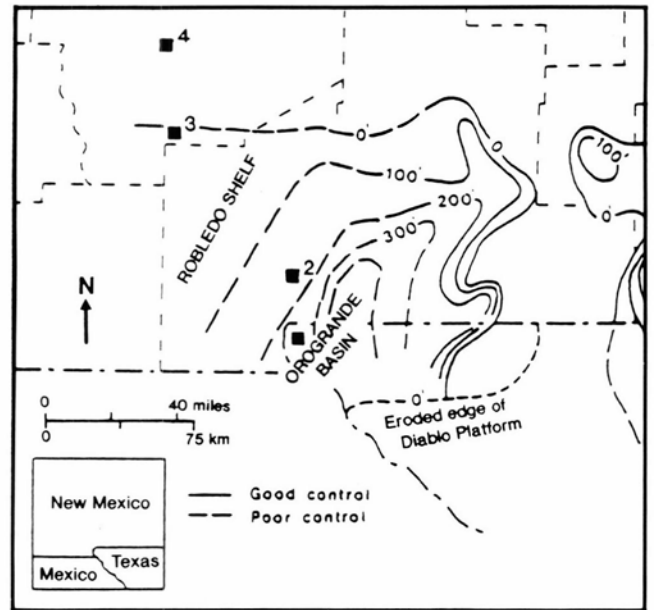 4
3
0'
0
100'
100'
ROBLEDO SHELF
200'
0'
300'
2
N
1
OROGRANDE
BASIN
0
40 miles
0
75 km
0'
Eroded edge of
Diablo Platform
New Mexico
Texas
Mexico
Good control
Poor control